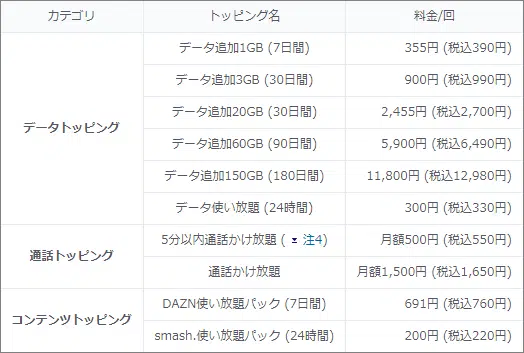 カテゴリ トッピング名 料金/回
データトッピング
データ追加1GB (7日間) 355円 (税込390円)
データ追加3GB (30日間) 900円 (税込990円)
データ追加20GB (30日間) 2,455円 (税込2,700円)
データ追加60GB (90日間) 5,900円 (税込6,490円)
データ追加150GB (180日間) 11,800円 (税込12,980円)
データ使い放題 (24時間) 300円 (税込330円)
通話トッピング
5分以内通話かけ放題 ( 注4) 月額500円 (税込550円)
通話かけ放題 月額1,500円 (税込1,650円)
コンテンツトッピング
DAZN使い放題パック (7日間) 691円 (税込760円)
smash.使い放題パック (24時間) 200円 (税込220円)